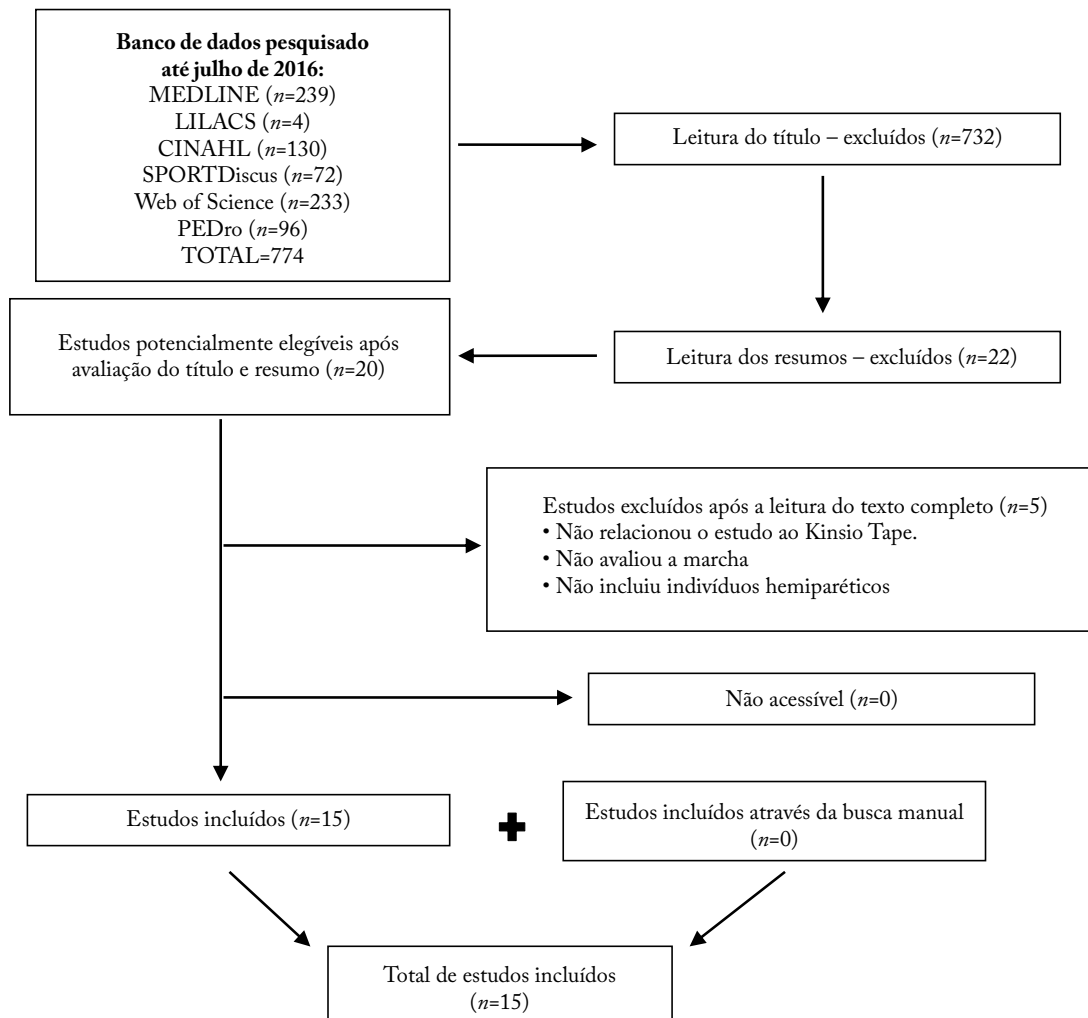 Banco de dados pesquisado
até julho de 2016:
MEDLINE (n=239)
LILACS (n=4)
CINAHL (n=130)
SPORTDiscus (n=72)
Web of Science (n=233)
PEDro (n=96)
TOTAL=774
Leitura do título – excluídos (n=732)
Leitura dos resumos – excluídos (n=22)
Estudos potencialmente elegíveis após
avaliação do título e resumo (n=20)
Estudos excluídos após a leitura do texto completo (n=5)
• Não relacionou o estudo ao Kinsio Tape.
• Não avaliou a marcha
• Não incluiu indivíduos hemiparéticos
Não acessível (n=0)
Estudos incluídos (n=15)
Estudos incluídos através da busca manual
(n=0)
Total de estudos incluídos
(n=15)